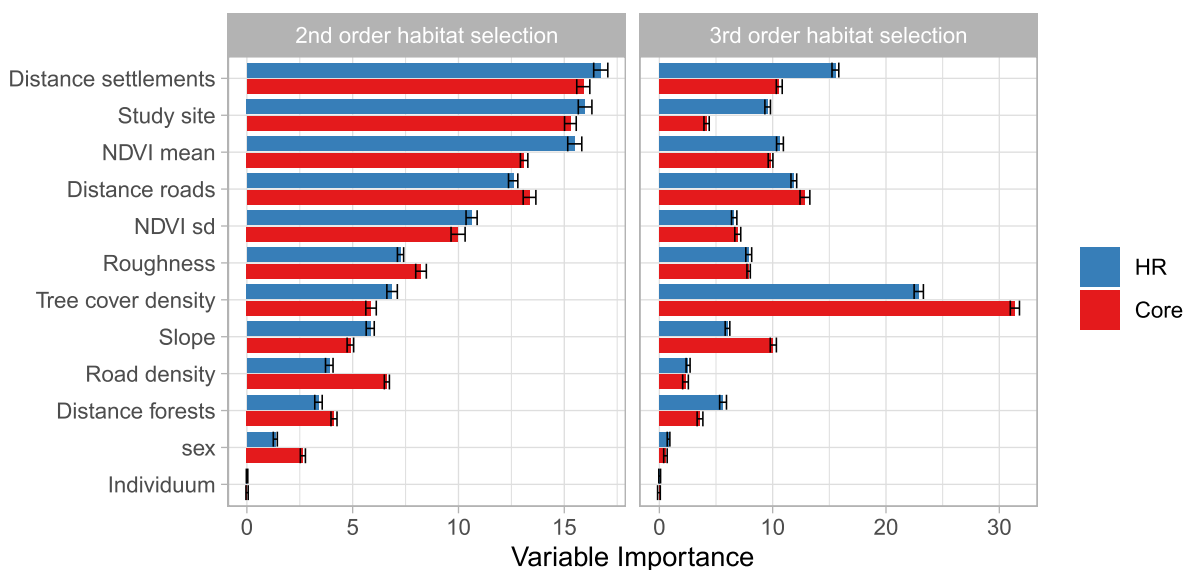 2nd order habitat selection
3rd order habitat selection
Distance settlements
Study site
NDVI mean
Distance roads
NDVI sd
Roughness
Tree cover density
Slope
Road density
Distance forests
sex
Individuum
HR
Core
0 5 10 15
0 10 20 30
Variable Importance